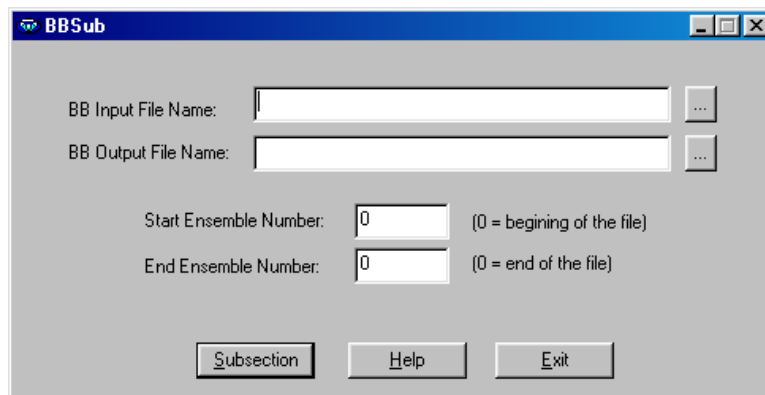 BBSub
BB Input File Name:
...
BB Output File Name:
...
Start Ensemble Number: 0 (0 = begining of the file)
End Ensemble Number: 0 (0 = end of the file)
Subsection Help Exit